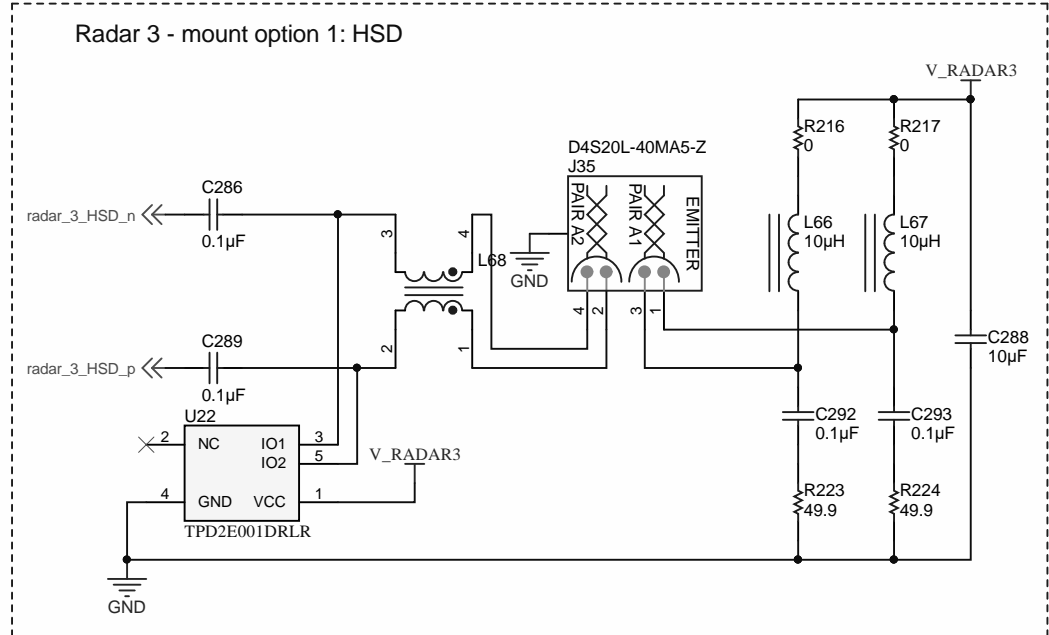 Radar 3 - mount option 1: HSD
V_RADAR3
D4S20L-40MA5-Z
J35
R216
0
R217
0
C286
radar_3_HSD_n
0.1µF
3
4
L68
PAIR A2
PAIR A1
EMITTER
L66
10µH
L67
10µH
GND
4
2
3
1
C288
10µF
C289
radar_3_HSD_p
0.1µF
2
1
C292
0.1µF
C293
0.1µF
U22
2
NC
IO1
3
IO2
5
V_RADAR3
4
GND
VCC
1
TPD2E001DRLR
R223
49.9
R224
49.9
GND